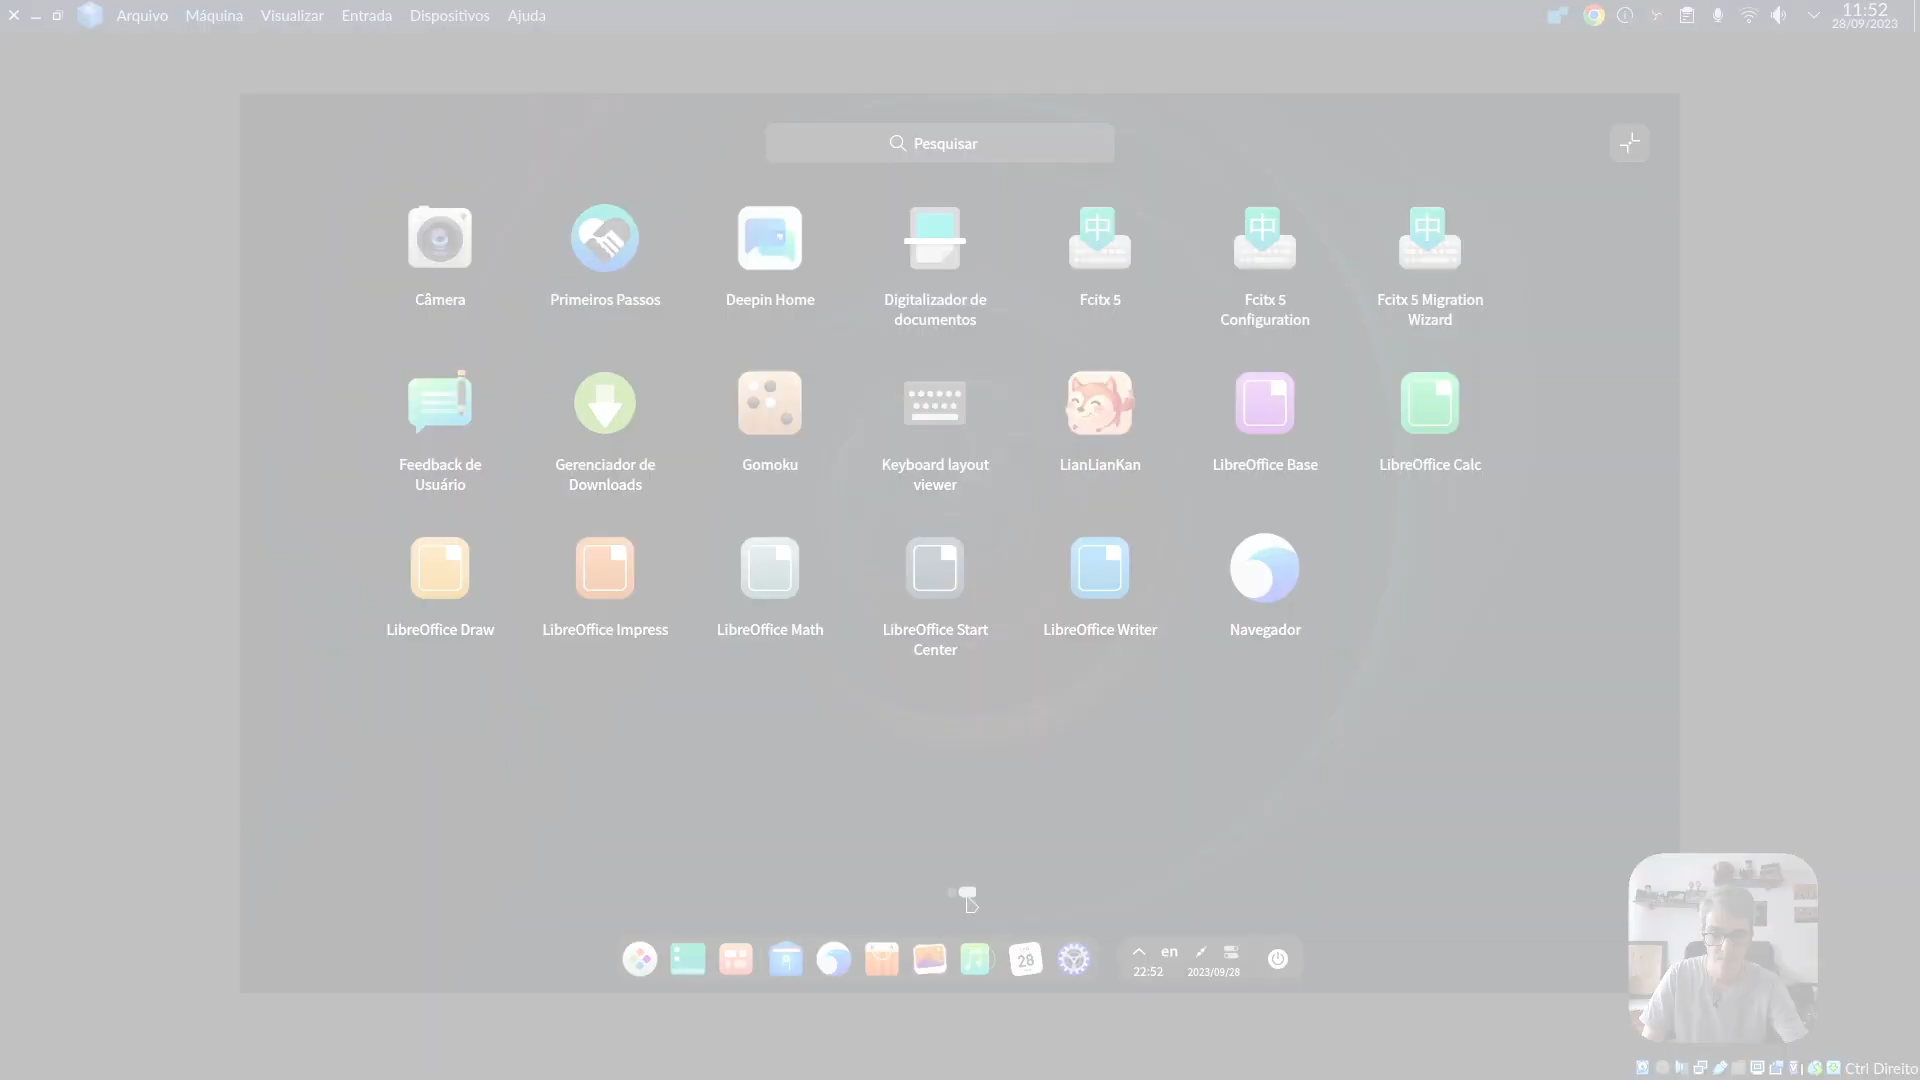 Arquivo Máquina Visualizar Entrada Dispositivos Ajuda
11:52
28/09/2023
Pesquisar
Câmera
Primeiros Passos
Deepin Home
Digitalizador de
documentos
Fcitx 5
Fcitx 5
Configuration
Fcitx 5 Migration
Wizard
Feedback de
Usuário
Gerenciador de
Downloads
Gomoku
Keyboard layout
viewer
LianLianKan
LibreOffice Base
LibreOffice Calc
LibreOffice Draw
LibreOffice Impress
LibreOffice Math
LibreOffice Start
Center
LibreOffice Writer
Navegador
28
en
22:52
2023/09/28
Ctrl Direito